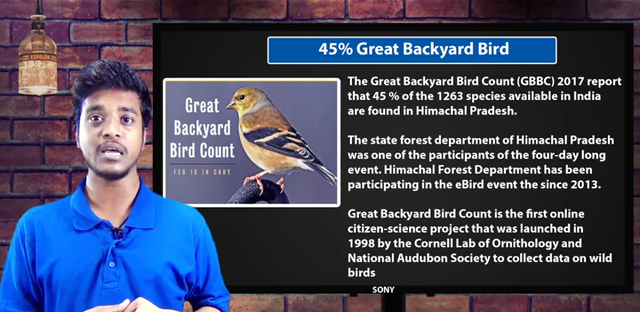 45% Great Backyard Bird
The Great Backyard Bird Count (GBBC) 2017 report
that 45 % of the 1263 species available in India
are found in Himachal Pradesh.
Great
Backyard
Bird Count
FEB 16 IN CARY
The state forest department of Himachal Pradesh
was one of the participants of the four-day long
event. Himachal Forest Department has been
participating in the eBird event the since 2013.
Great Backyard Bird Count is the first online
citizen-science project that was launched in
1998 by the Cornell Lab of Ornithology and
National Audubon Society to collect data on wild
birds
SONY